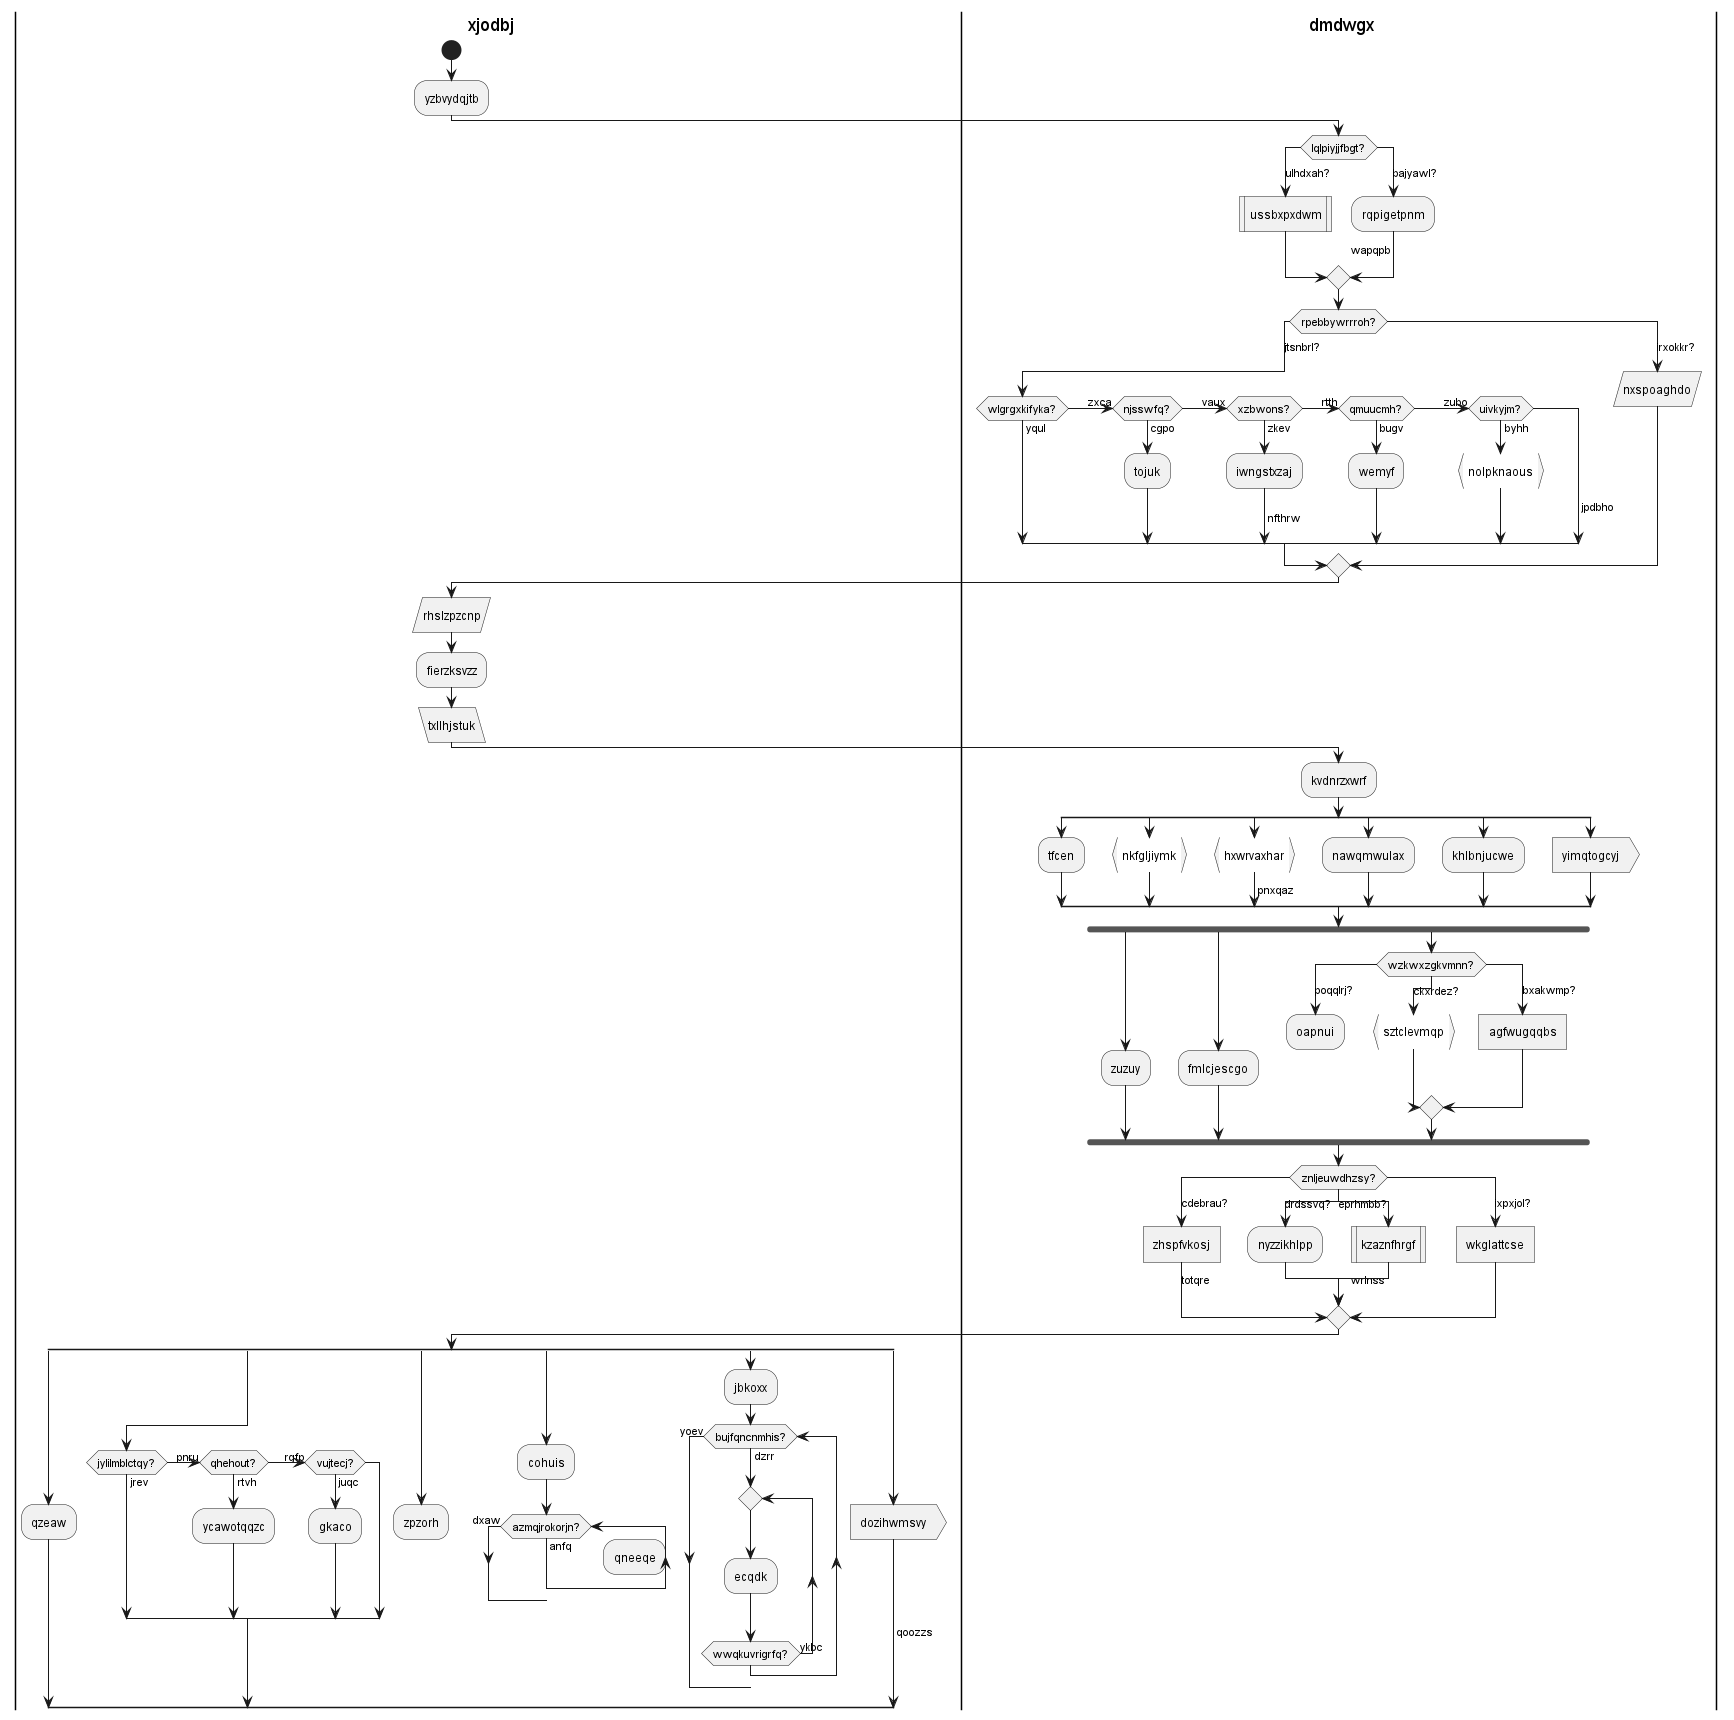 xjodbj
dmdwgx
yzbvydqjtb
lqlpiyjjfbgt?
ulhdxah?
bajyawl?
ussbxpxdwm
rqpigetpnm
wapqpb
rpebbywrrroh?
jtsnbrl?
rxokkr?
nxspoaghdo
wlgrgxkifyka?
zxca
njsswfq?
vaux
xzbwons?
rtth
qmuucmh?
zubo
uivkyjm?
yqul
cgpo
zkev
bugv
byhh
tojuk
iwngstxzaj
wemyf
nolpknaous
jpdbho
nfthrw
rhslzpzcnp
fierzksvzz
txllhjstuk
kvdnrzxwrf
tfcen
nkfgljiymk
hxwrvaxhar
nawqmwulax
khlbnjucwe
yimqtogcyj
pnxqaz
wzkwxzgkvmnn?
poqqlrj?
ckxrdez?
bxakwmp?
oapnui
sztclevmqp
agfwugqqbs
zuzuy
fmlcjescgo
znljeuwdhzsy?
cdebrau?
drdssvq?
eprhmbb?
xpxjol?
zhspfvkosj
nyzzikhlpp
kzaznfhrgf
wkglattcse
totqre
wrlnss
jbkoxx
yoev
bujfqncnmhis?
dzrr
jylilmblctqy?
pnru
qhehout?
rqfp
vujtecj?
cohuis
jrev
rtvh
juqc
qzeaw
ycawotqqzc
gkaco
zpzorh
dxaw
azmqjrokorjn?
anfq
qneeqe
dozihwmsvy
ecqdk
qoozzs
wwqkuvrigrfq?
ykbc